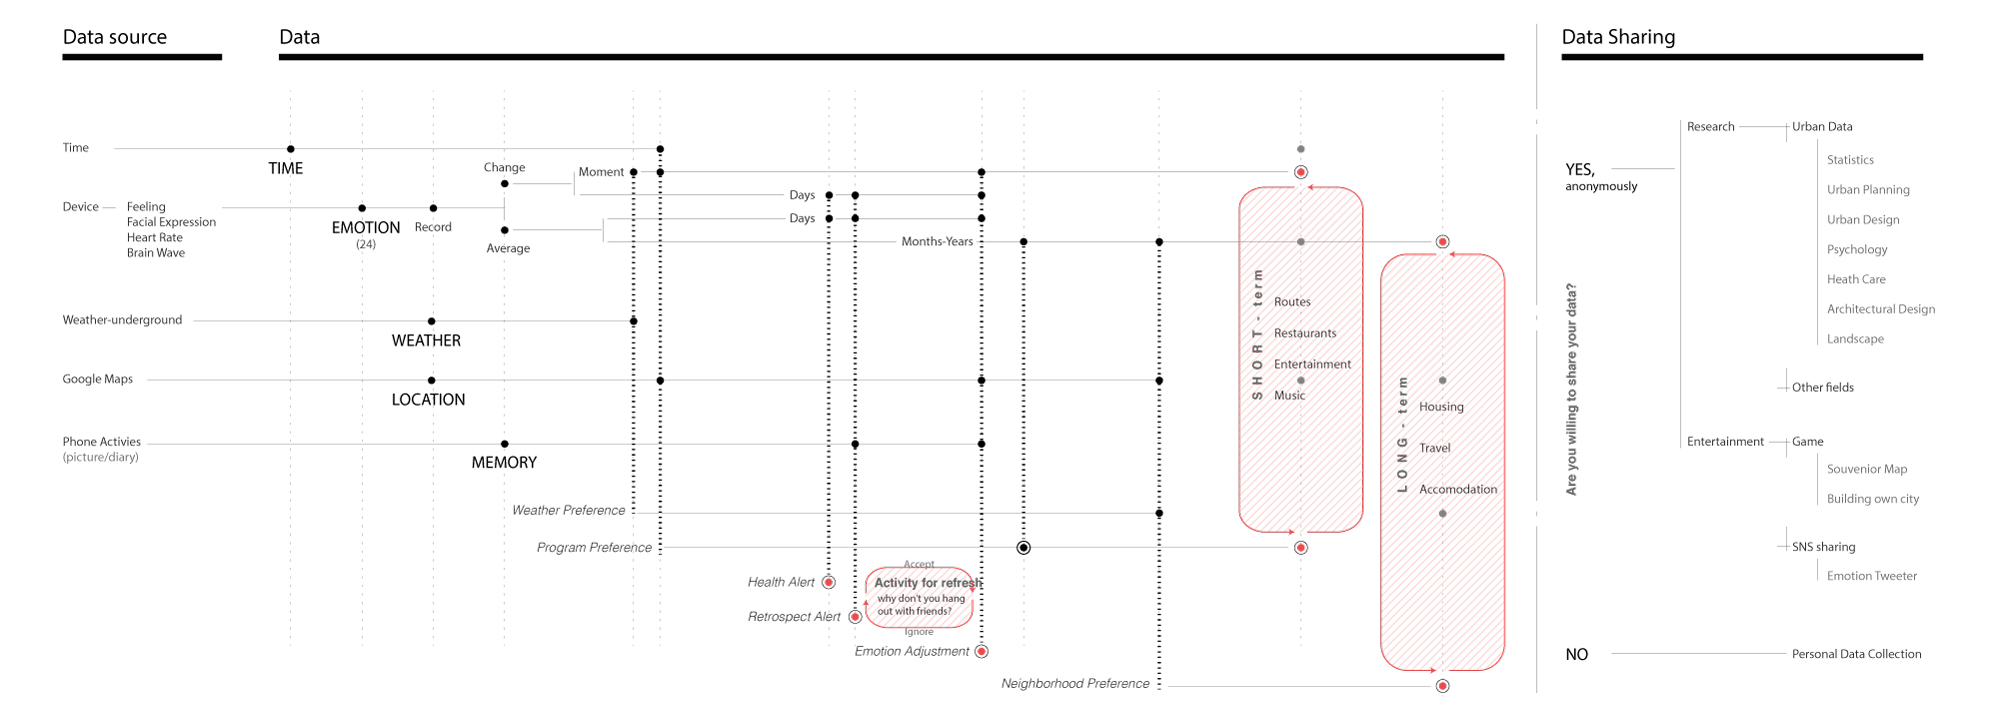 Data source
Data
Data Sharing
Time
TIME
Device
Feeling
Facial Expression
Heart Rate
Brain Wave
EMOTION
(24)
Record
Change
Average
Moment
Days
Days
Months-Years
Weather-underground
WEATHER
Google Maps
LOCATION
Phone Activies
(picture/diary)
MEMORY
Weather Preference
Program Preference
Health Alert
Retrospect Alert
Emotion Adjustment
Neighborhood Preference
Accept
Activity for refresh
why don't you hang
out with friends?
Ignore
SHORT - term
Routes
Restaurants
Entertainment
Music
LONG - term
Housing
Travel
Accomodation
Are you willing to share your data?
YES,
anonymously
Research
Urban Data
Statistics
Urban Planning
Urban Design
Psychology
Heath Care
Architectural Design
Landscape
Other fields
Entertainment
Game
Souvenior Map
Building own city
SNS sharing
Emotion Tweeter
NO
Personal Data Collection